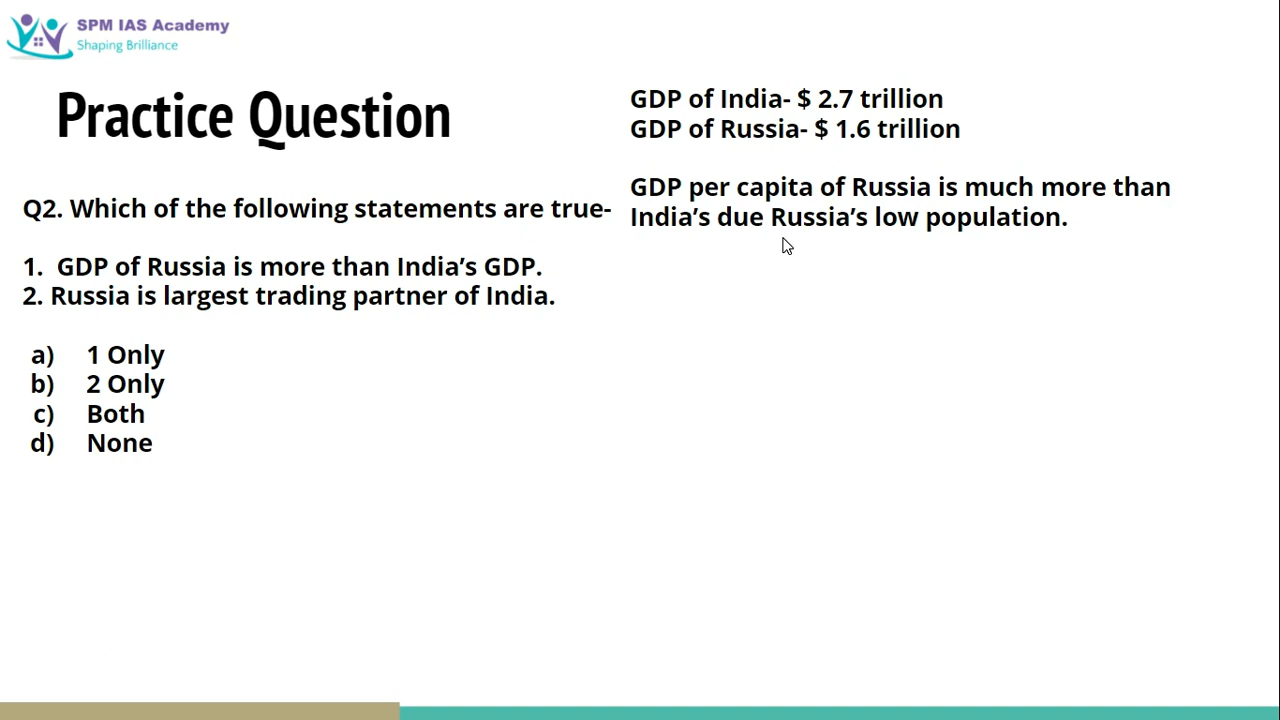 SPM IAS Academy
Shaping Brilliance
Practice Question
Q2. Which of the following statements are true-
1. GDP of Russia is more than India's GDP.
2. Russia is largest trading partner of India.
a) 1 Only
b) 2 Only
c) Both
d) None
GDP of India- $ 2.7 trillion
GDP of Russia- $ 1.6 trillion
GDP per capita of Russia is much more than
India’s due Russia’s low population.